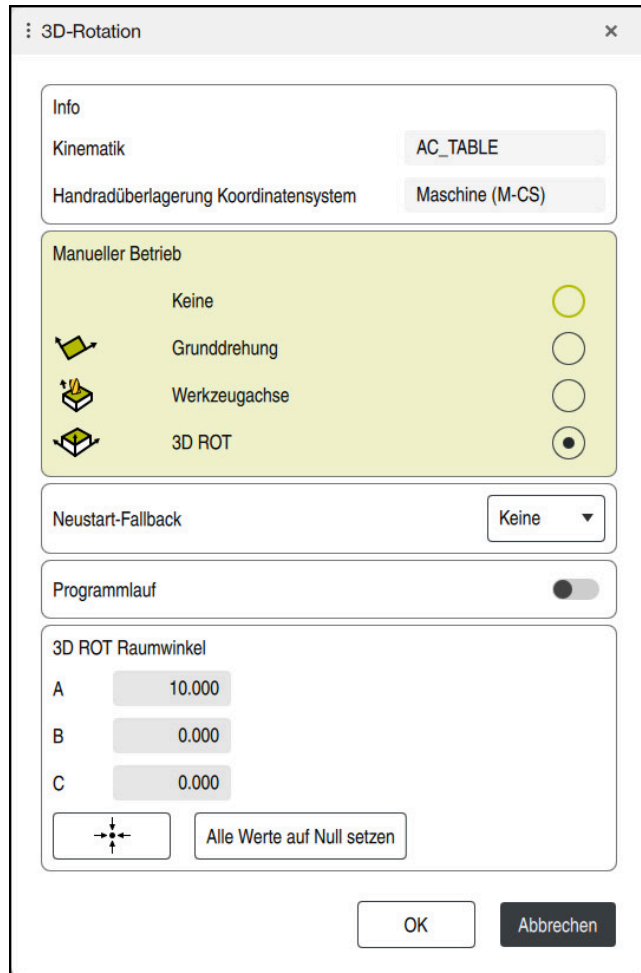 3D-Rotation
Info
Kinematik AC_TABLE
Handradüberlagerung Koordinatensystem Maschine (M-CS)
Manueller Betrieb
Keine
Grunddrehung
Werkzeugachse
3D ROT
Neustart-Fallback Keine
Programmlauf
3D ROT Raumwinkel
A 10.000
B 0.000
C 0.000
Alle Werte auf Null setzen
OK Abbrechen